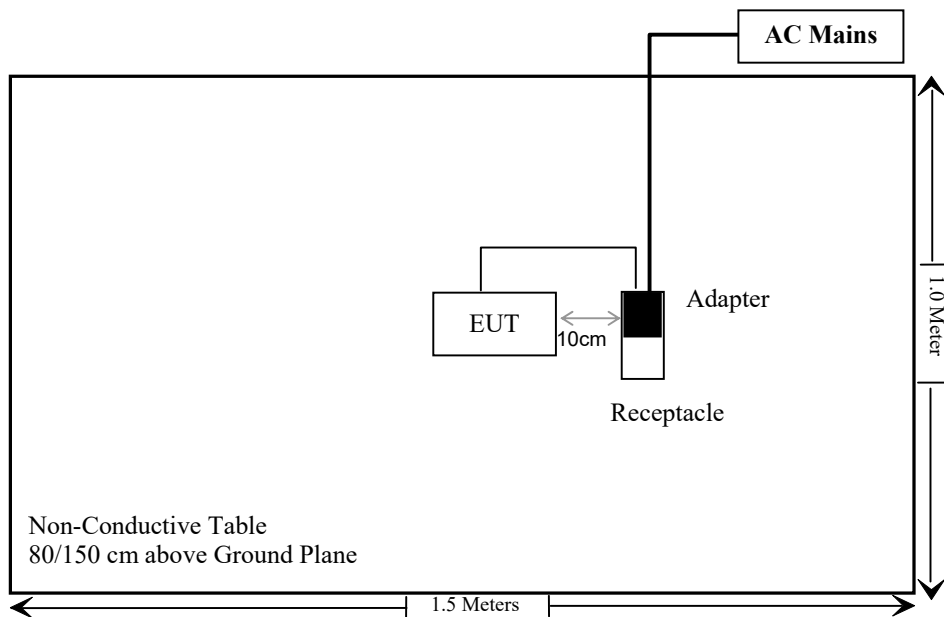 AC Mains
Adapter
EUT
10cm
1.0 Meter
Receptacle
Non-Conductive Table
80/150 cm above Ground Plane
1.5 Meters